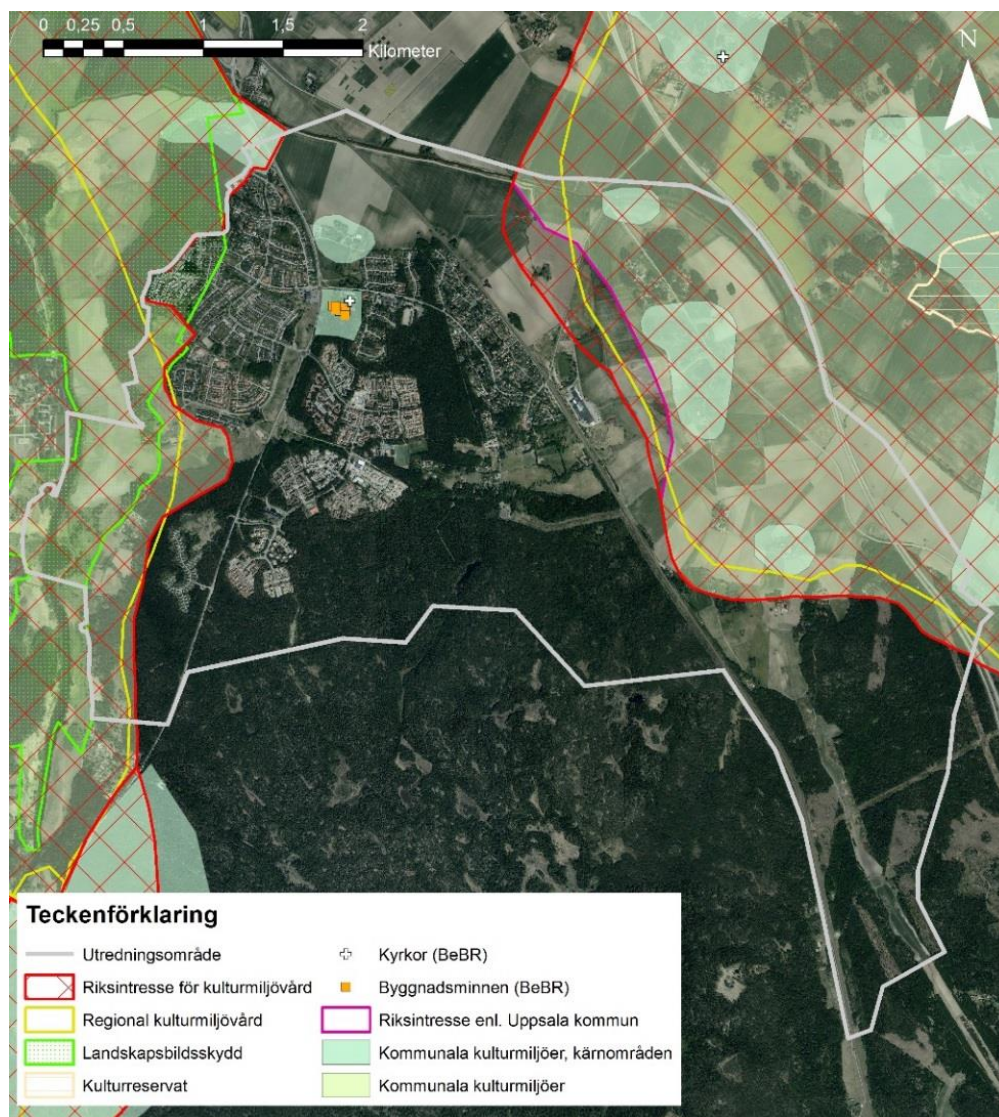 0 0,25 0,5 1 1,5 2
Kilometer
N
Teckenförklaring
Utredningsområde
Riksintresse för kulturmiljövård
Regional kulturmiljövård
Landskapsbildsskydd
Kulturreservat
Kyrkor (BeBR)
Byggnadsminnen (BeBR)
Riksintresse enl. Uppsala kommun
Kommunala kulturmiljöer, kärnområden
Kommunala kulturmiljöer